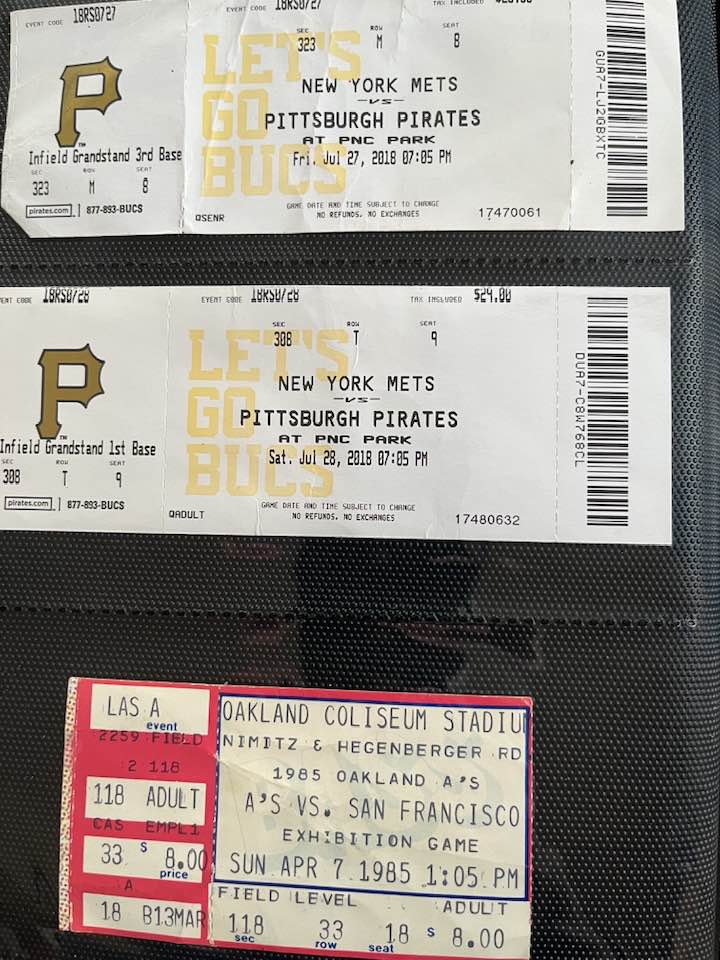 EVENT CODE 18RS0727
EVENT CODE 18RS0727 TAX INCLUDED
SEC ROW SEAT
323 M 8
LET'S GO BUCS
NEW YORK METS
-VS-
PITTSBURGH PIRATES
AT PNC PARK
Fri. Jul 27, 2018 07:05 PM
P
TM
Infield Grandstand 3rd Base
SEC ROW SEAT
323 M 8
pirates.com | 877-893-BUCS
QSENR
GAME DATE AND TIME SUBJECT TO CHANGE
NO REFUNDS, NO EXCHANGES
17470061
GUA7-LJ2GBXTC
ENT CODE 18RS0728
EVENT CODE 18RS0728 TAX INCLUDED $24.00
SEC ROW SEAT
308 T 9
LET'S GO BUCS
NEW YORK METS
-VS-
PITTSBURGH PIRATES
AT PNC PARK
Sat. Jul 28, 2018 07:05 PM
P
TM
Infield Grandstand 1st Base
SEC ROW SEAT
308 T 9
pirates.com | 877-893-BUCS
QADULT
GAME DATE AND TIME SUBJECT TO CHANGE
NO REFUNDS, NO EXCHANGES
17480632
DUA7-C8W768CL
LAS A
event
2259 FIELD
2 118
118 ADULT
CAS EMPL1
33 $ 8.00
price
A
18 B13MAR
OAKLAND COLISEUM STADIU
NIMITZ & HEGENBERGER RD
1985 OAKLAND A'S
A'S VS. SAN FRANCISCO
EXHIBITION GAME
SUN APR 7 1985 1:05 PM
FIELD LEVEL ADULT
118 33 18 $ 8.00
sec row seat